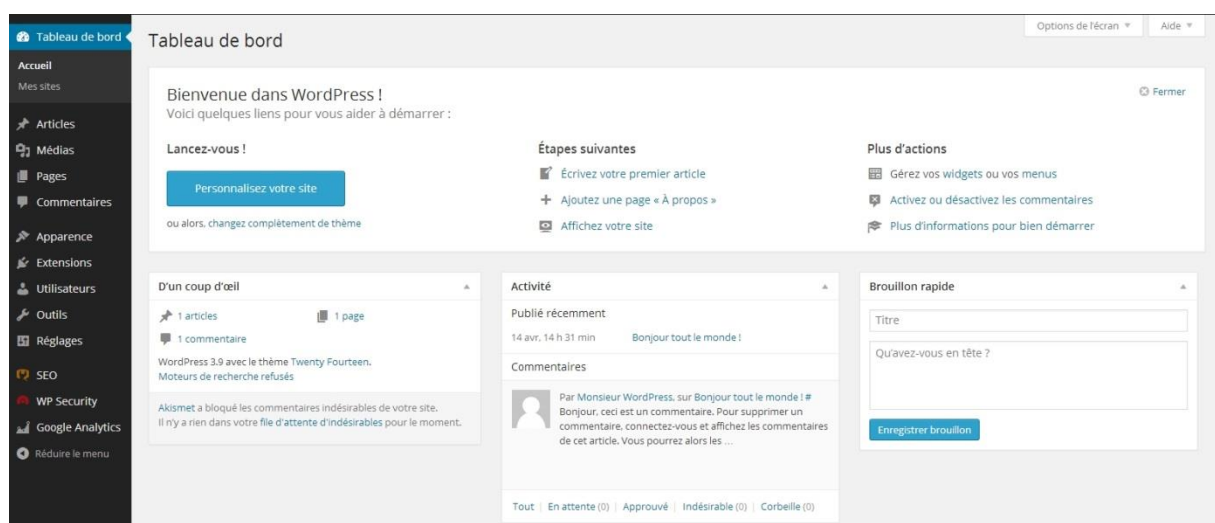 Options de l'écran
Aide
Tableau de bord
Accueil
Mes sites
Articles
Médias
Pages
Commentaires
Apparence
Extensions
Utilisateurs
Outils
Réglages
SEO
WP Security
Google Analytics
Réduire le menu
Tableau de bord
Bienvenue dans WordPress !
Fermer
Voici quelques liens pour vous aider à démarrer :
Lancez-vous !
Personnalisez votre site
ou alors, changez complètement de thème
Étapes suivantes
Écrivez votre premier article
Ajoutez une page « À propos »
Affichez votre site
Plus d'actions
Gérez vos widgets ou vos menus
Activez ou désactivez les commentaires
Plus d'informations pour bien démarrer
D'un coup d'œil
1 articles
1 page
1 commentaire
WordPress 3.9 avec le thème Twenty Fourteen.
Moteurs de recherche refusés
Akismet a bloqué les commentaires indésirables de votre site.
Il n'y a rien dans votre file d'attente d'indésirables pour le moment.
Activité
Publié récemment
14 avr, 14 h 31 min Bonjour tout le monde !
Commentaires
Par Monsieur WordPress, sur Bonjour tout le monde ! #
Bonjour, ceci est un commentaire. Pour supprimer un
commentaire, connectez-vous et affichez les commentaires
de cet article. Vous pourrez alors les …
Tout | En attente (0) | Approuvé | Indésirable (0) | Corbeille (0)
Brouillon rapide
Titre
Qu'avez-vous en tête ?
Enregistrer brouillon